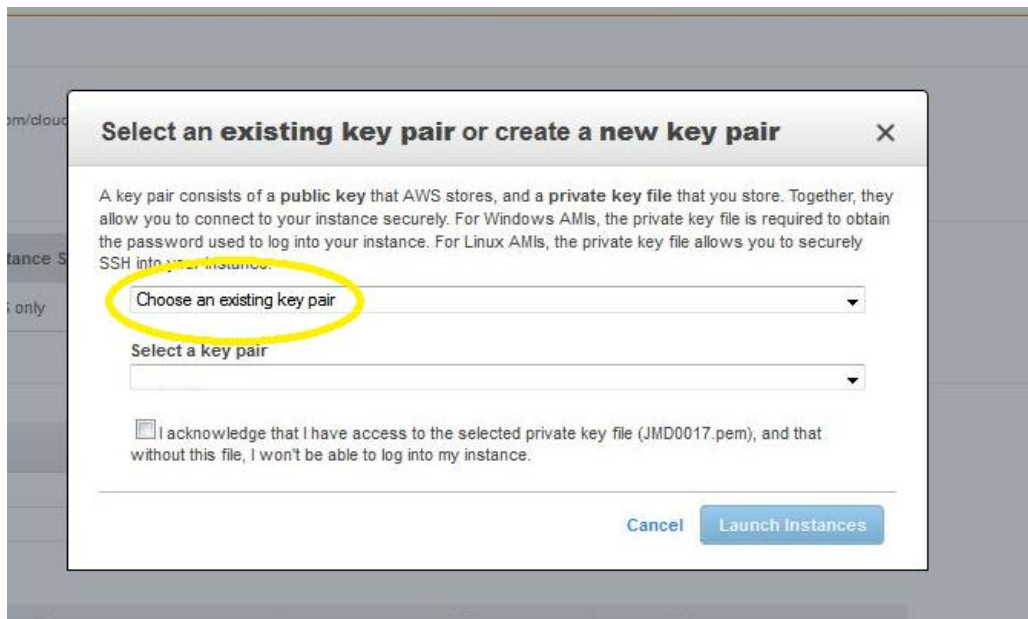 om/cloud
Select an existing key pair or create a new key pair
A key pair consists of a public key that AWS stores, and a private key file that you store. Together, they
allow you to connect to your instance securely. For Windows AMIs, the private key file is required to obtain
the password used to log into your instance. For Linux AMIs, the private key file allows you to securely
tance S
SSH into your instance.
Choose an existing key pair
only
Select a key pair
I acknowledge that I have access to the selected private key file (JMD0017.pem), and that
without this file, I won't be able to log into my instance.
Cancel Launch Instances